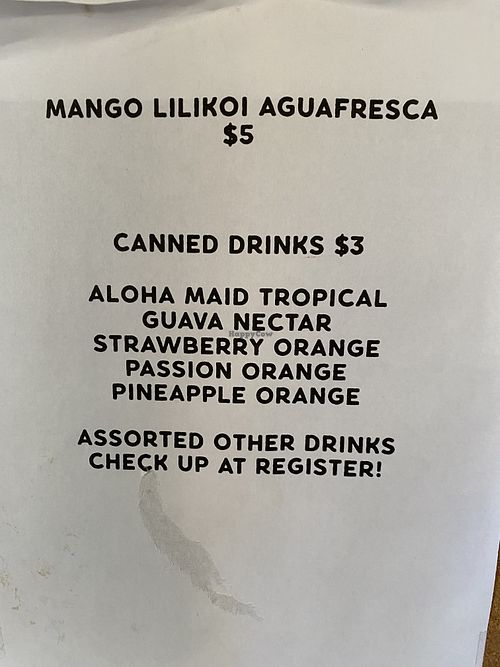 MANGO LILIKOI AGUAFRESCA
$5
CANNED DRINKS $3
ALOHA MAID TROPICAL
GUAVA NECTAR
HappyCow
STRAWBERRY ORANGE
PASSION ORANGE
PINEAPPLE ORANGE
ASSORTED OTHER DRINKS
CHECK UP AT REGISTER!